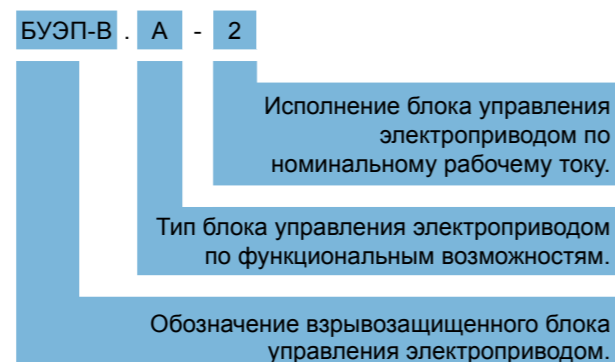 БУЭП-В . А - 2
Исполнение блока управления
электроприводом по
номинальному рабочему току.
Тип блока управления электроприводом
по функциональным возможностям.
Обозначение взрывозащищенного блока
управления электроприводом.